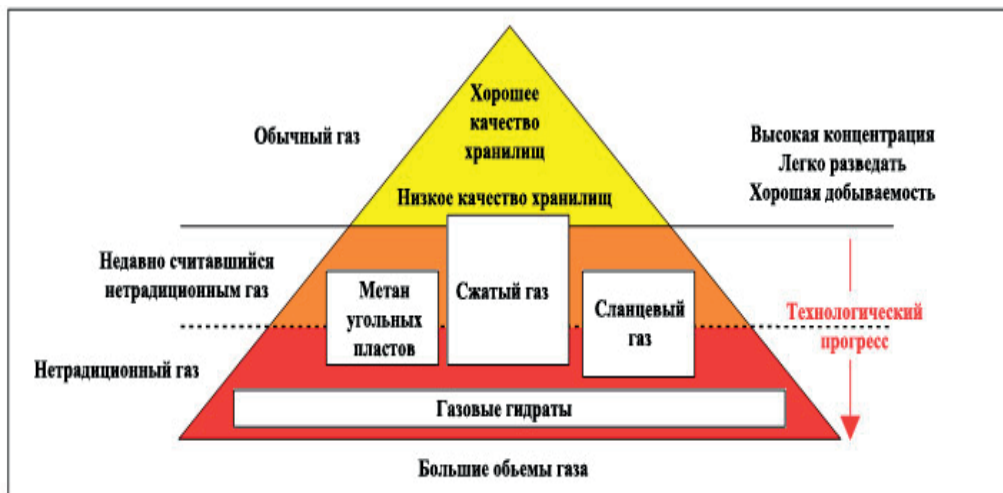 Хорошее
качество
хранилищ
Обычный газ
Высокая концентрация
Легко разведать
Хорошая добываемость
Низкое качество хранилищ
Недавно считавшийся
нетрадиционным газ
Метан
угольных
пластов
Сжатый газ
Сланцевый
газ
Технологический
прогресс
Нетрадиционный газ
Газовые гидраты
Большие обьемы газа